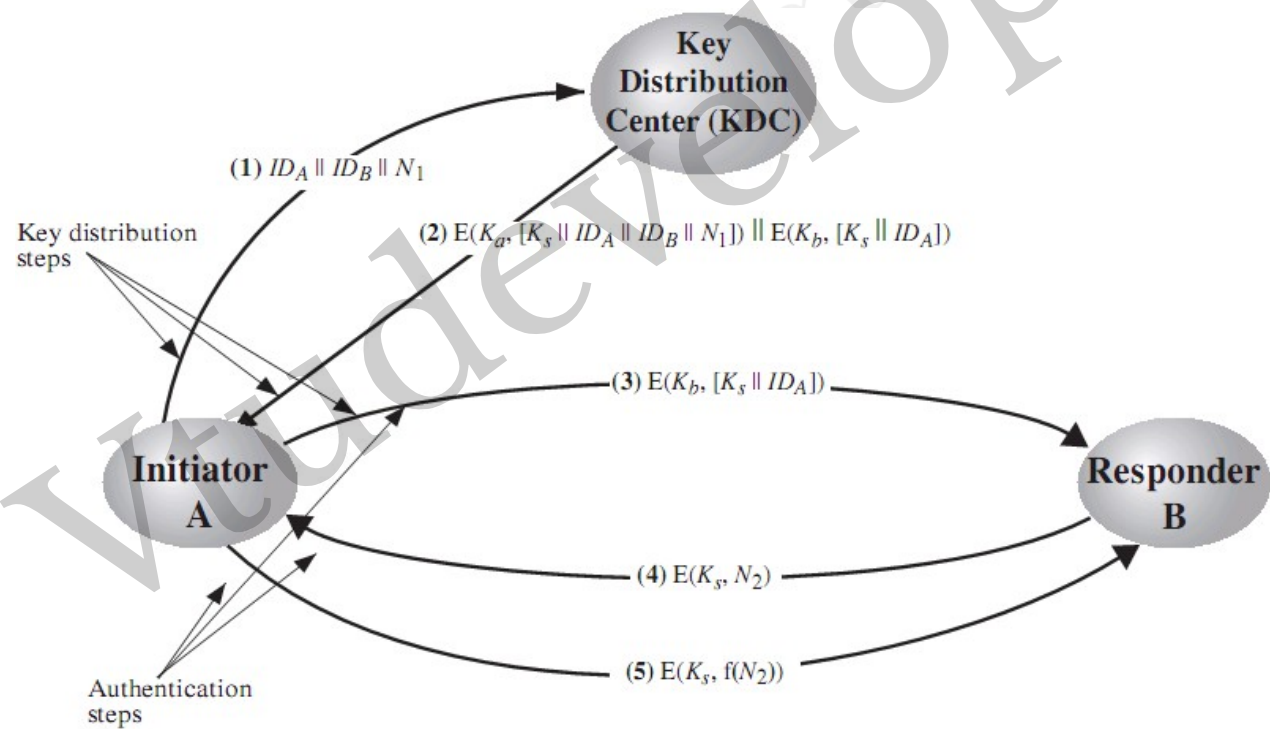 Key
Distribution
Center (KDC)
(1) ID_A || ID_B || N_1
Key distribution
steps
(2) E(K_a, [K_s || ID_A || ID_B || N_1]) || E(K_b, [K_s || ID_A])
(3) E(K_b, [K_s || ID_A])
Initiator
A
Responder
B
(4) E(K_s, N_2)
(5) E(K_s, f(N_2))
Authentication
steps
Vtudevelop